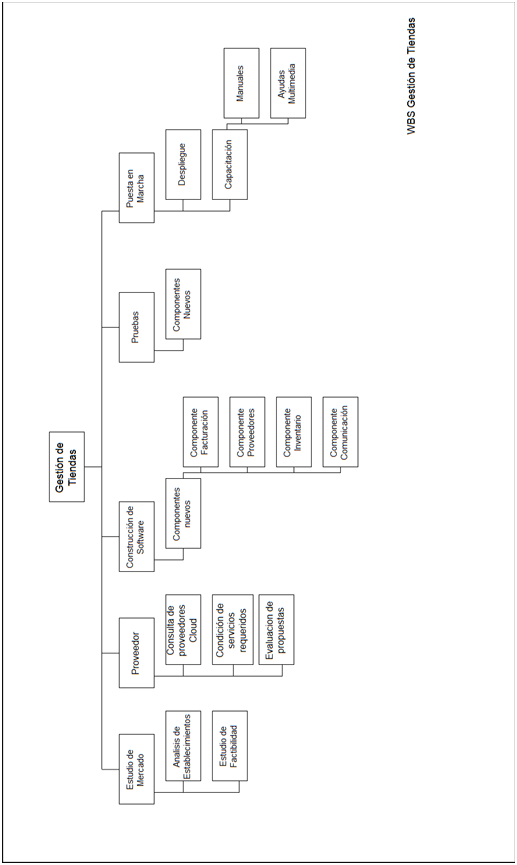 Gestión de
Tiendas
Estudio de
Mercado
Analisis de
Establecimientos
Estudio de
Factibilidad
Proveedor
Consulta de
proveedores
Cloud
Condición de
servicios
requeridos
Evaluacion de
propuestas
Construcción de
Software
Componentes
nuevos
Componente
Facturación
Componente
Proveedores
Componente
Inventario
Componente
Comunicación
Pruebas
Componentes
Nuevos
Puesta en
Marcha
Despliegue
Capacitación
Manuales
Ayudas
Multimedia
WBS Gestión de Tiendas